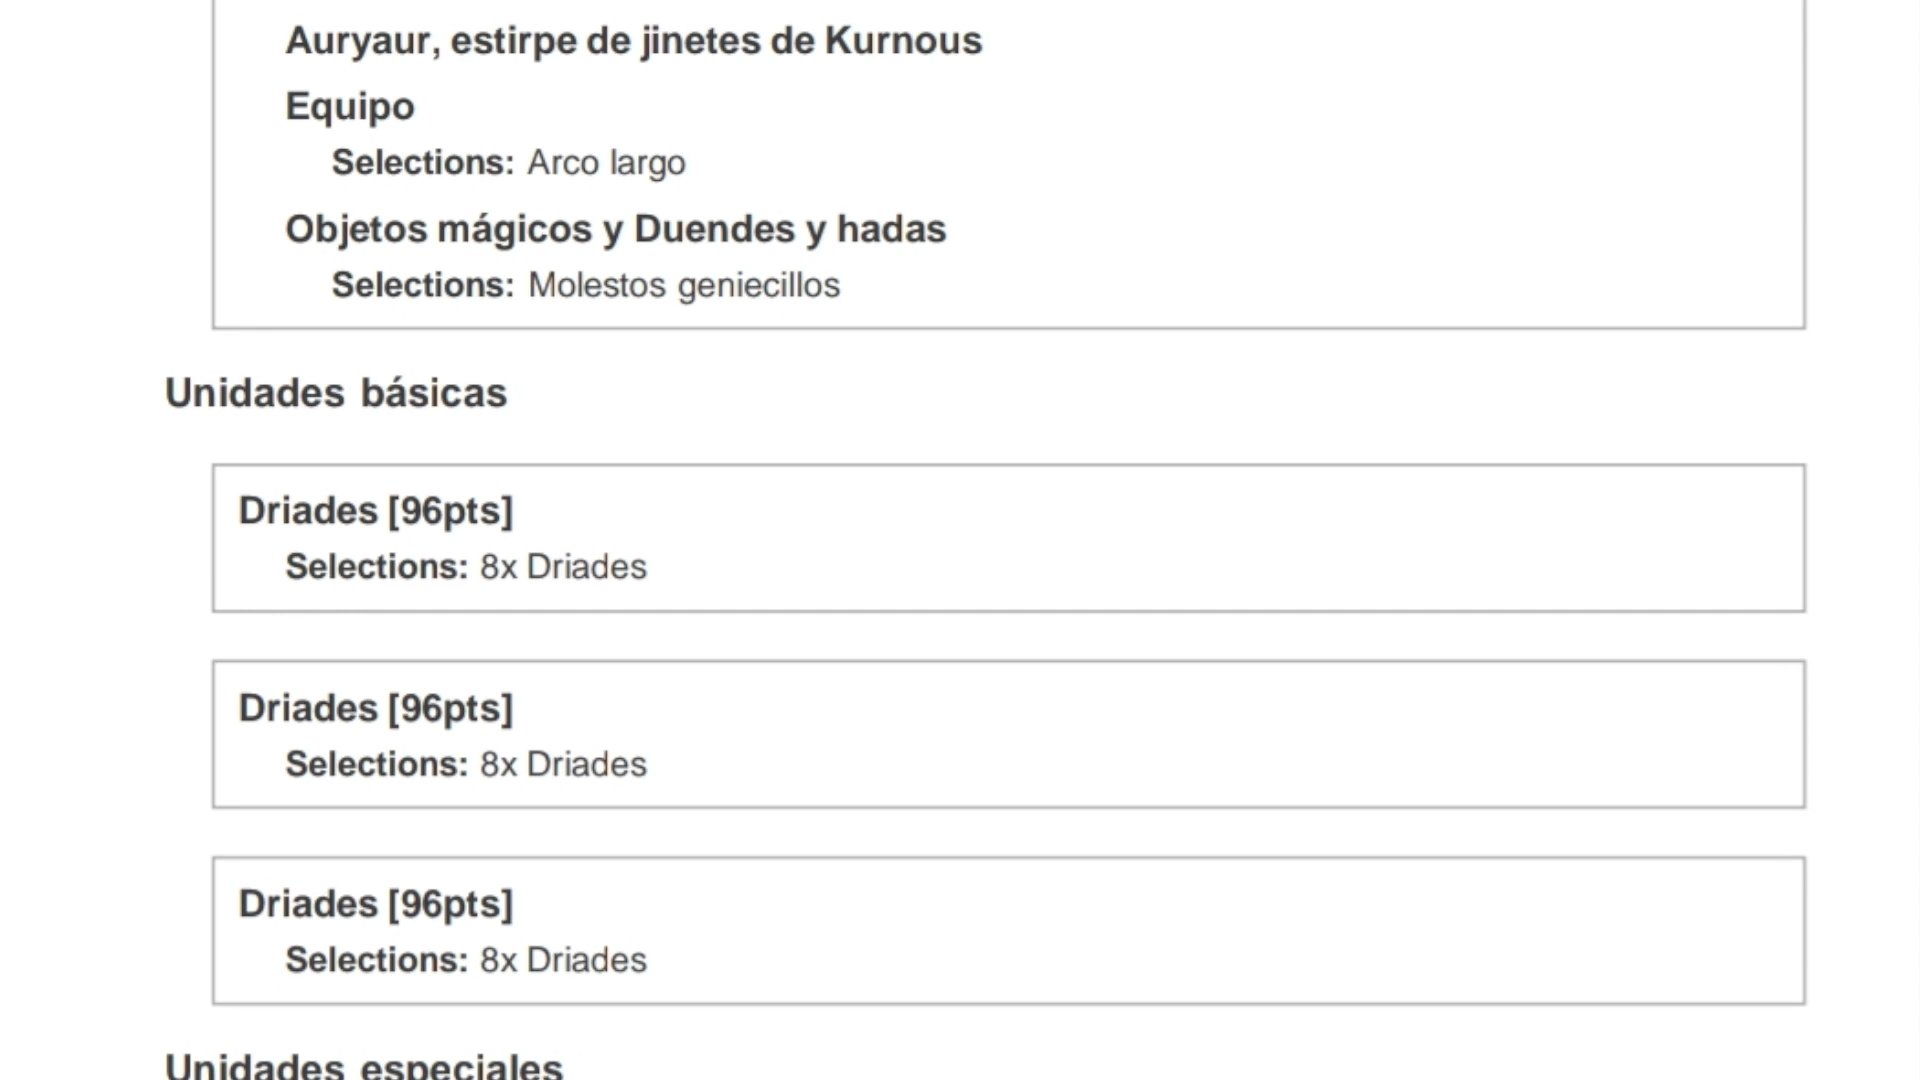 Auryaur, estirpe de jinetes de Kurnous
Equipo
Selections: Arco largo
Objetos mágicos y Duendes y hadas
Selections: Molestos geniecillos
Unidades básicas
Driades [96pts]
Selections: 8x Driades
Driades [96pts]
Selections: 8x Driades
Driades [96pts]
Selections: 8x Driades
Unidades especiales